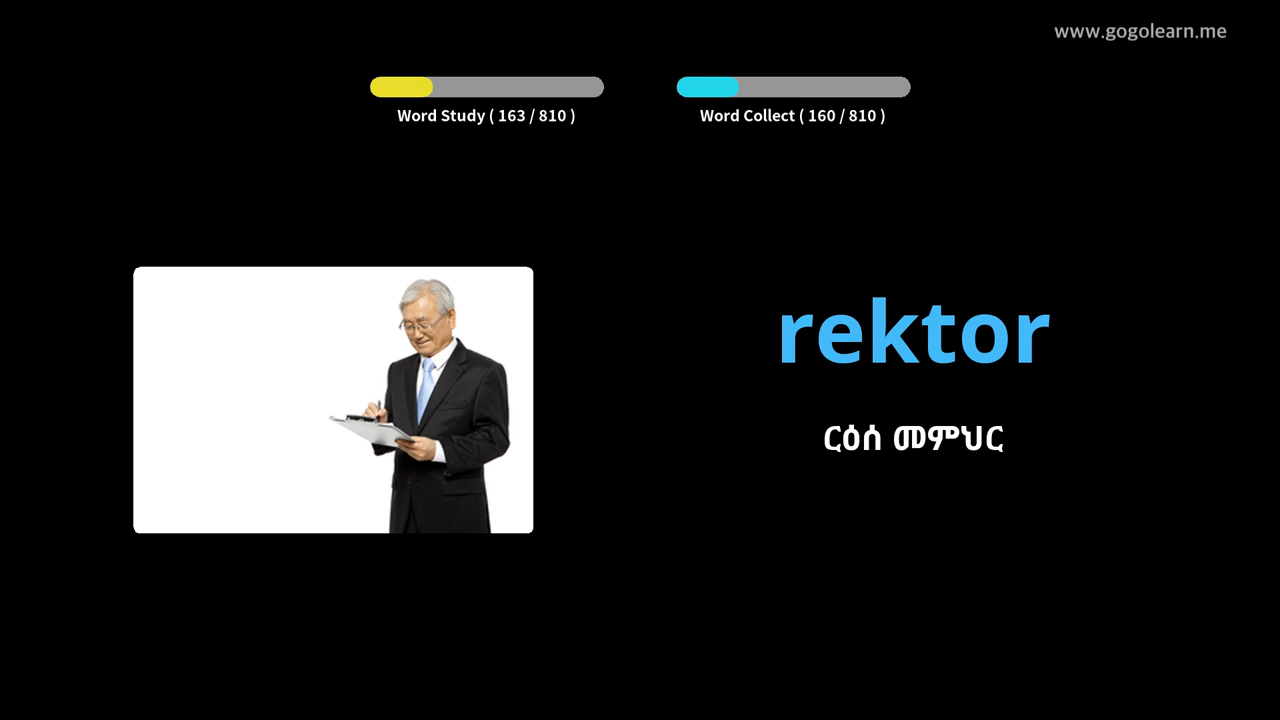 www.gogolearn.me
Word Study ( 163 / 810 )
Word Collect ( 160 / 810 )
rektor
ርዕሰ መምህር